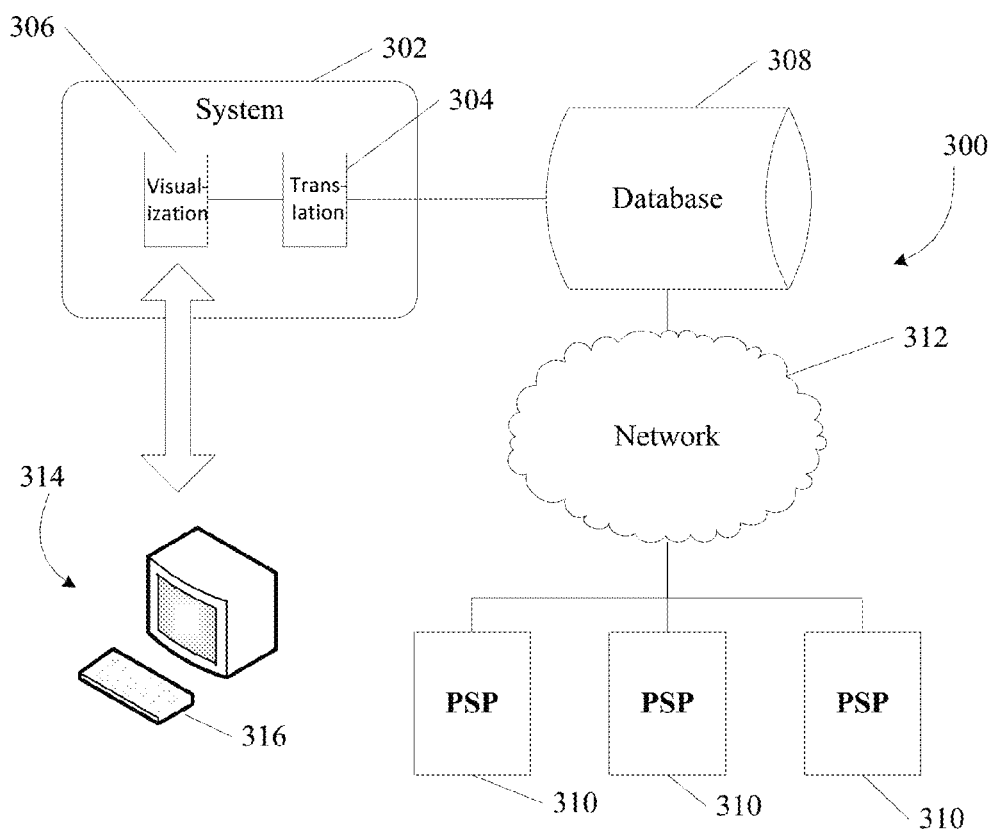 306
302
308
System
304
300
Visual-
ization
Trans-
lation
Database
312
Network
314
316
PSP
PSP
PSP
310
310
310